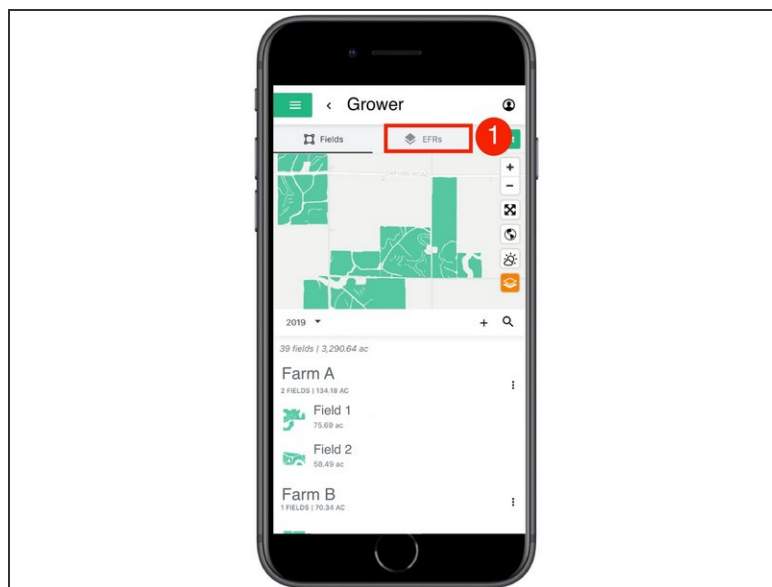 Grower
Fields
EFRs
1
+
−
2019
+
39 fields | 3,290.64 ac
Farm A
2 FIELDS | 134.18 AC
Field 1
75.69 ac
Field 2
58.49 ac
Farm B
1 FIELDS | 70.34 AC